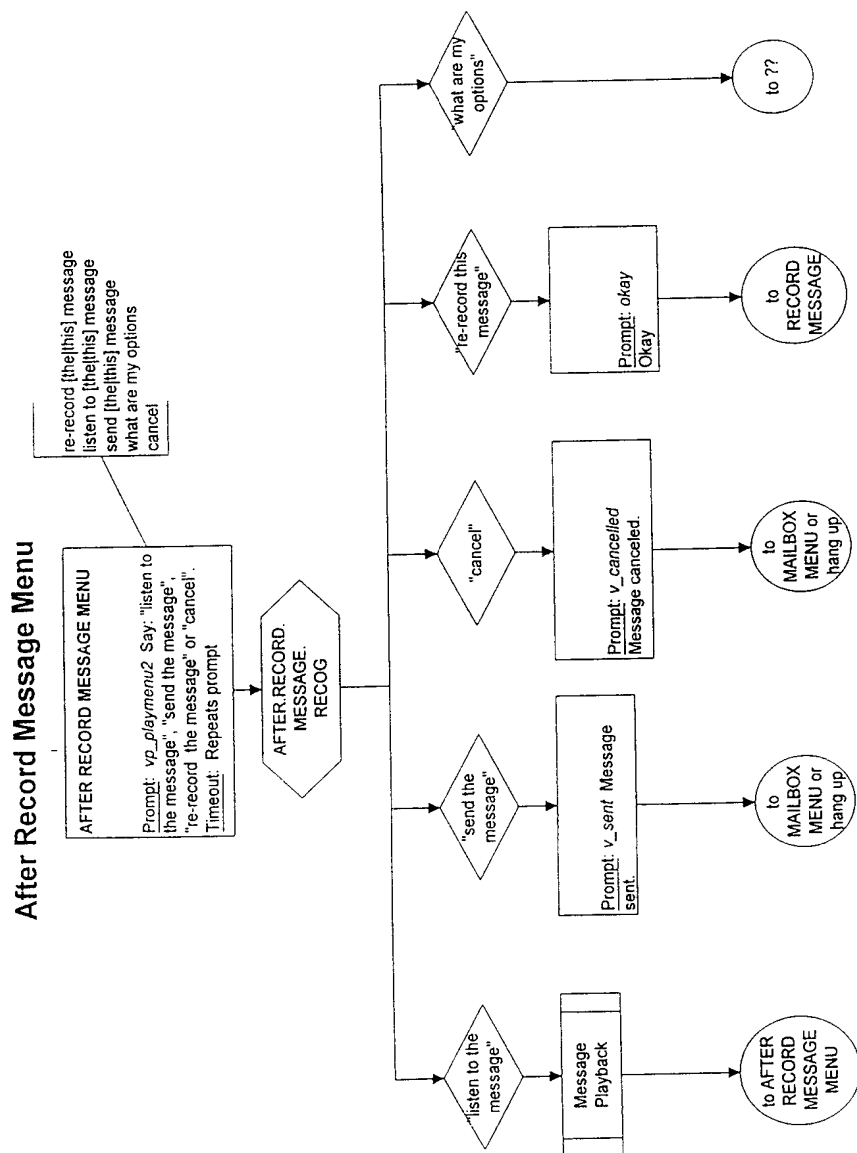 After Record Message Menu
AFTER RECORD MESSAGE MENU
Prompt: vp_playmenu2 Say: "listen to
the message", "send the message",
"re-record the message" or "cancel".
Timeout: Repeats prompt
re-record [the|this] message
listen to [the|this] message
send [the|this] message
what are my options
cancel
AFTER.RECORD.
MESSAGE.
RECOG
"listen to the
message"
"send the
message"
"cancel"
"re-record this
message"
"what are my
options"
Message
Playback
Prompt: v_sent Message
sent.
Prompt: v_cancelled
Message canceled.
Prompt: okay
Okay
to AFTER
RECORD
MESSAGE
MENU
to
MAILBOX
MENU or
hang up
to
MAILBOX
MENU or
hang up
to
RECORD
MESSAGE
to ??